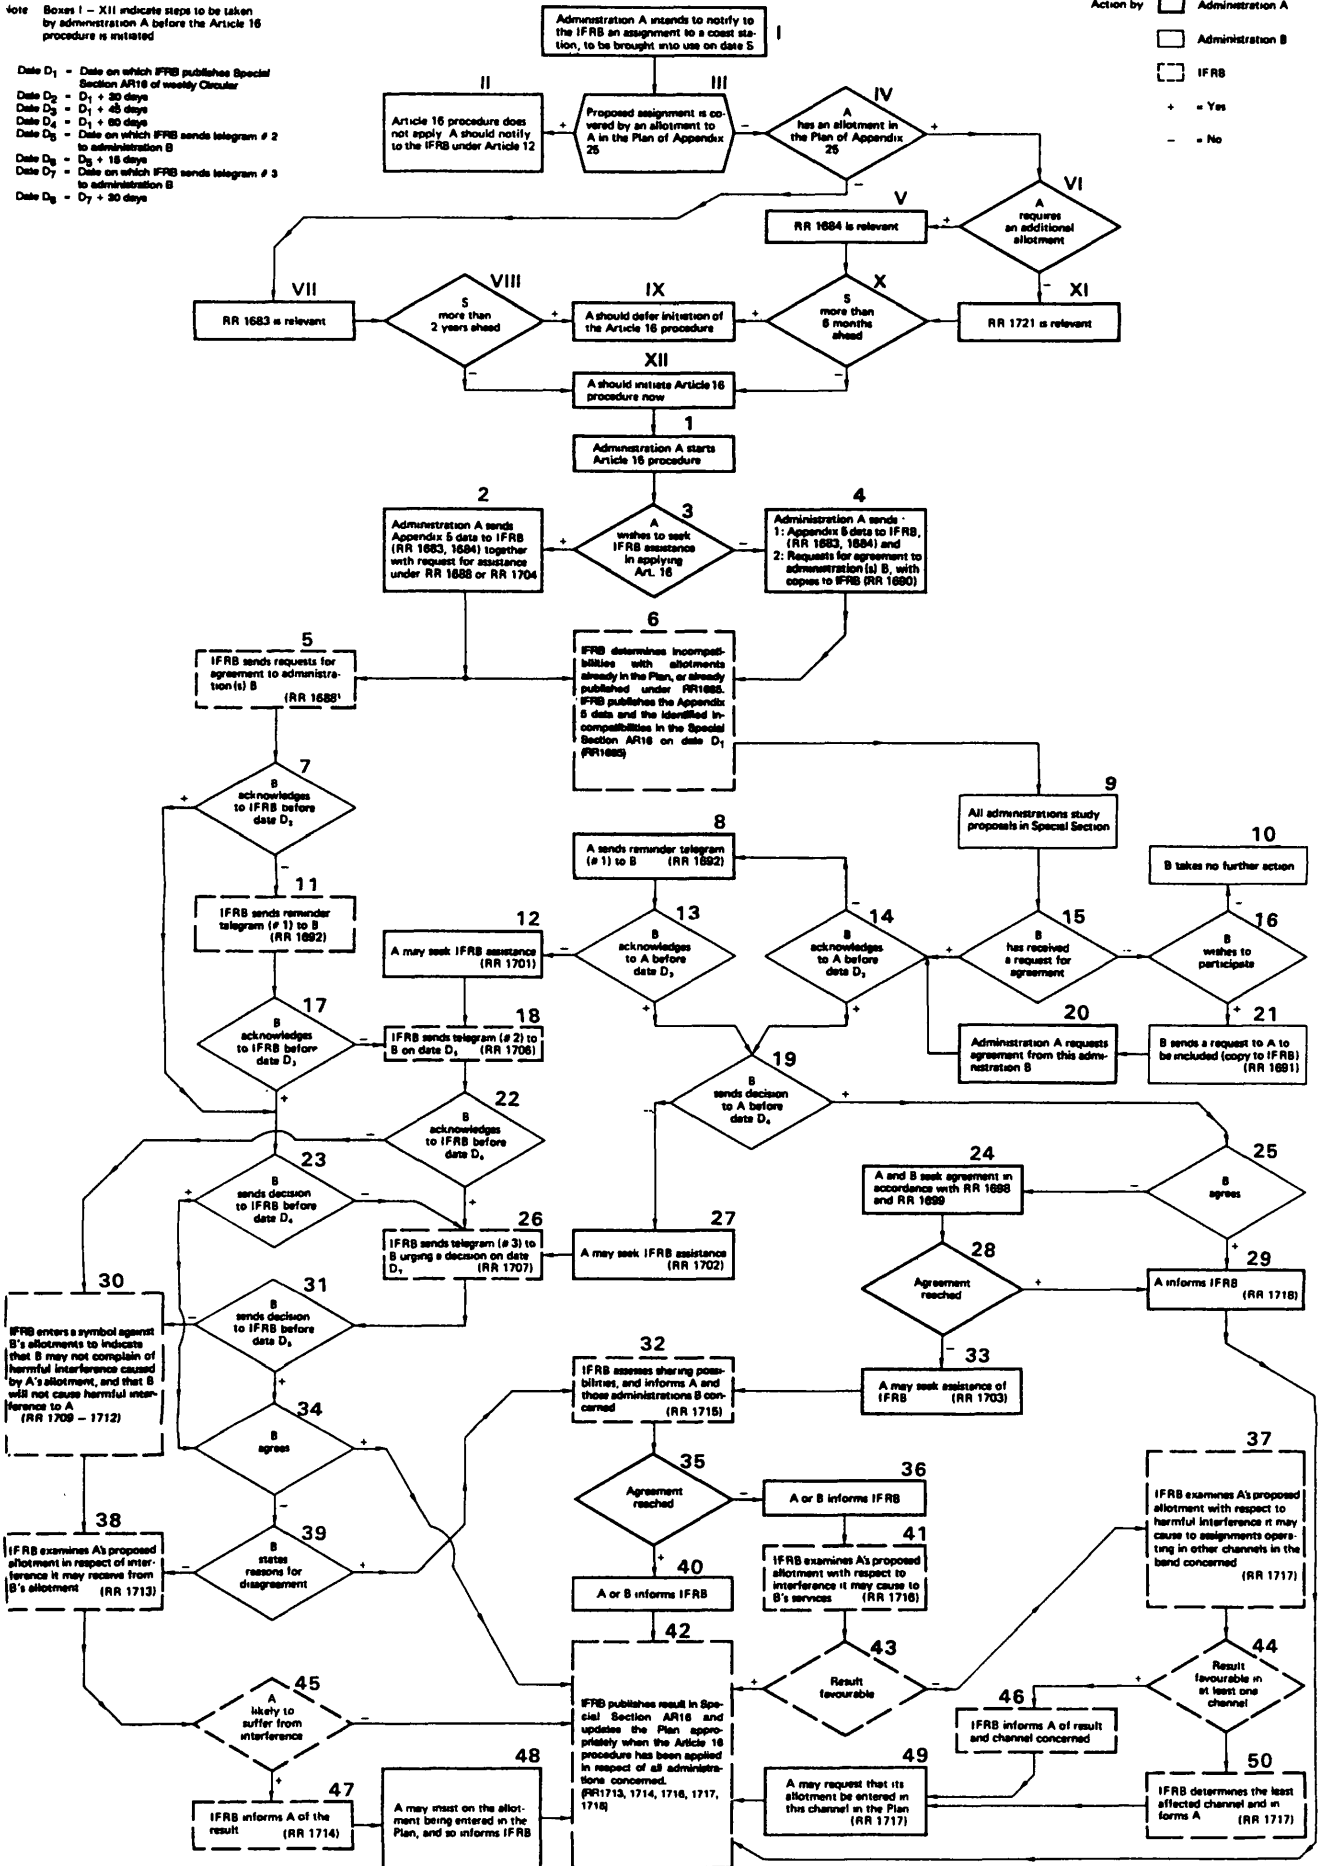 Note Boxes I – XII indicate steps to be taken
by administration A before the Article 16
procedure is initiated
Date D1 - Date on which IFRB publishes Special
Section AR16 of weekly Circular
Date D2 - D1 + 30 days
Date D3 - D1 + 45 days
Date D4 - D1 + 60 days
Date D5 - Date on which IFRB sends telegram # 2
to administration B
Date D6 - D5 + 15 days
Date D7 - Date on which IFRB sends telegram # 3
to administration B
Date D8 - D7 + 30 days
Action by
Administration A
Administration B
IFRB
+ = Yes
– = No
I
Administration A intends to notify to
the IFRB an assignment to a coast sta-
tion, to be brought into use on date S
II
Article 16 procedure does
not apply A should notify
to the IFRB under Article 12
+
III
Proposed assignment is co-
vered by an allotment to
A in the Plan of Appendix
25
–
IV
A
has an allotment in
the Plan of Appendix
25
+
–
V
RR 1684 is relevant
+
VI
A
requires
an additional
allotment
–
VII
RR 1683 is relevant
VIII
S
more than
2 years ahead
+
–
IX
A should defer initiation of
the Article 16 procedure
+
X
S
more than
6 months
ahead
–
XI
RR 1721 is relevant
XII
A should initiate Article 16
procedure now
1
Administration A starts
Article 16 procedure
2
Administration A sends
Appendix 5 data to IFRB
(RR 1683, 1684) together
with request for assistance
under RR 1688 or RR 1704
+
3
A
wishes to seek
IFRB assistance
in applying
Art. 16
–
4
Administration A sends
1: Appendix 5 data to IFRB,
(RR 1683, 1684) and
2: Requests for agreement to
administration(s) B, with
copies to IFRB (RR 1690)
5
IFRB sends requests for
agreement to administra-
tion(s) B
(RR 1688)
6
IFRB determines incompati-
bilities with allotments
already in the Plan, or already
published under RR1685.
IFRB publishes the Appendix
5 data and the identified in-
compatibilities in the Special
Section AR16 on date D1
(RR1685)
7
B
acknowledges
to IFRB before
date D2
+
–
8
A sends reminder telegram
(# 1) to B (RR 1692)
9
All administrations study
proposals in Special Section
10
B takes no further action
11
IFRB sends reminder
telegram (# 1) to B
(RR 1692)
12
A may seek IFRB assistance
(RR 1701)
–
13
B
acknowledges
to A before
date D3
+
14
B
acknowledges
to A before
date D2
–
+
+
15
B
has received
a request for
agreement
–
16
B
wishes to
participate
–
+
17
B
acknowledges
to IFRB before
date D3
–
+
18
IFRB sends telegram (# 2) to
B on date D5 (RR 1706)
19
B
sends decision
to A before
date D4
–
+
20
Administration A requests
agreement from this admi-
nistration B
21
B sends a request to A to
be included (copy to IFRB)
(RR 1691)
22
B
acknowledges
to IFRB before
date D6
–
+
23
B
sends decision
to IFRB before
date D4
+
–
24
A and B seek agreement in
accordance with RR 1698
and RR 1699
25
B
agrees
–
+
26
IFRB sends telegram (# 3) to
B urging a decision on date
D7 (RR 1707)
27
A may seek IFRB assistance
(RR 1702)
28
Agreement
reached
+
–
29
A informs IFRB
(RR 1718)
30
IFRB enters a symbol against
B's allotments to indicate
that B may not complain of
harmful interference caused
by A's allotment, and that B
will not cause harmful inter-
ference to A
(RR 1709 – 1712)
31
B
sends decision
to IFRB before
date D8
–
+
32
IFRB assesses sharing possi-
bilities, and informs A and
those administrations B con-
cerned (RR 1715)
33
A may seek assistance of
IFRB (RR 1703)
34
B
agrees
+
–
35
Agreement
reached
–
+
36
A or B informs IFRB
37
IFRB examines A's proposed
allotment with respect to
harmful interference it may
cause to assignments opera-
ting in other channels in the
band concerned
(RR 1717)
38
IFRB examines A's proposed
allotment in respect of inter-
ference it may receive from
B's allotment (RR 1713)
–
39
B
states
reasons for
disagreement
+
40
A or B informs IFRB
41
IFRB examines A's proposed
allotment with respect to
interference it may cause to
B's services (RR 1716)
42
IFRB publishes result in Spe-
cial Section AR16 and
updates the Plan appro-
priately when the Article 16
procedure has been applied
in respect of all administra-
tions concerned.
(RR1713, 1714, 1716, 1717,
1718)
+
43
Result
favourable
–
44
Result
favourable in
at least one
channel
+
–
45
A
likely to
suffer from
interference
–
+
46
IFRB informs A of result
and channel concerned
47
IFRB informs A of the
result
(RR 1714)
48
A may insist on the allot-
ment being entered in the
Plan, and so informs IFRB
49
A may request that its
allotment be entered in
this channel in the Plan
(RR 1717)
50
IFRB determines the least
affected channel and in
forms A
(RR 1717)